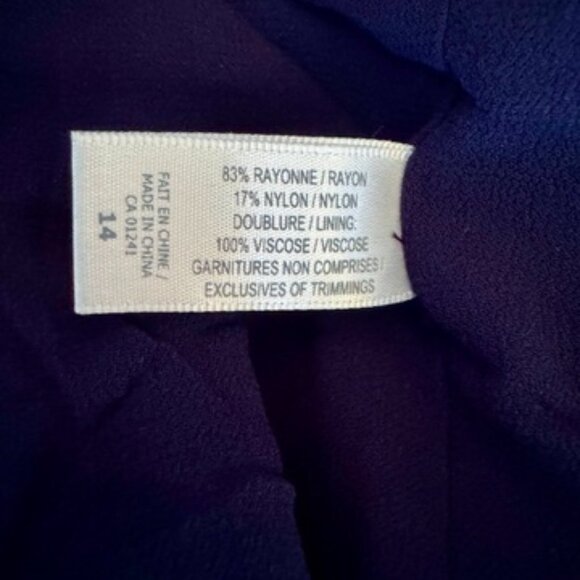 83% RAYONNE / RAYON
17% NYLON / NYLON
DOUBLURE / LINING:
100% VISCOSE / VISCOSE
GARNITURES NON COMPRISES /
EXCLUSIVES OF TRIMMINGS
FAIT EN CHINE /
MADE IN CHINA
CA 01241
14